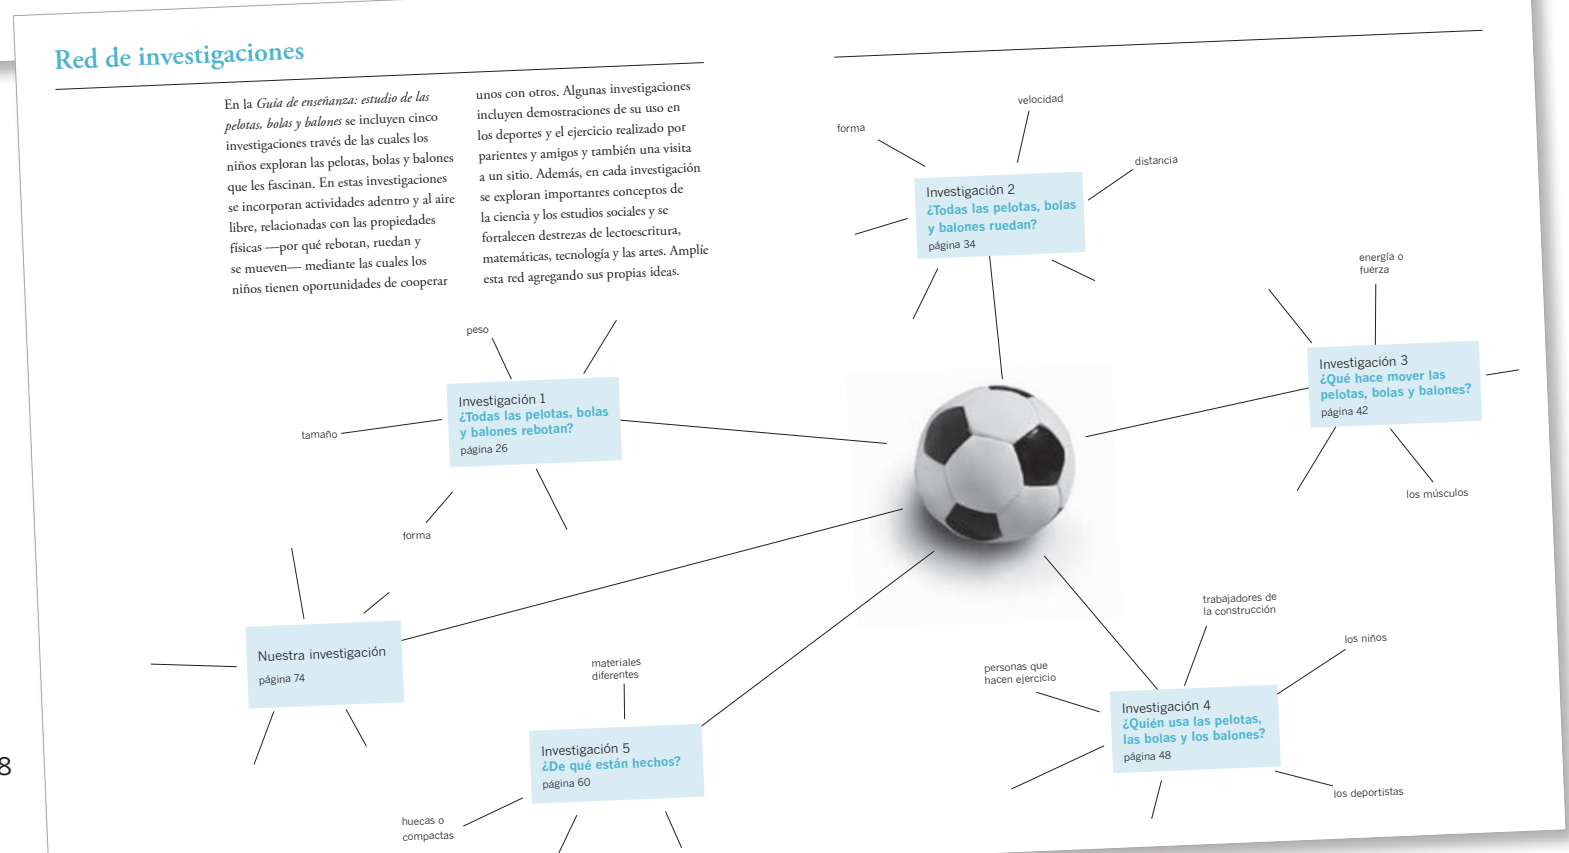 Red de investigaciones
En la Guía de enseñanza: estudio de las
pelotas, bolas y balones se incluyen cinco
investigaciones través de las cuales los
niños exploran las pelotas, bolas y balones
que les fascinan. En estas investigaciones
se incorporan actividades adentro y al aire
libre, relacionadas con las propiedades
físicas —por qué rebotan, ruedan y
se mueven— mediante las cuales los
niños tienen oportunidades de cooperar
unos con otros. Algunas investigaciones
incluyen demostraciones de su uso en
los deportes y el ejercicio realizado por
parientes y amigos y también una visita
a un sitio. Además, en cada investigación
se exploran importantes conceptos de
la ciencia y los estudios sociales y se
fortalecen destrezas de lectoescritura,
matemáticas, tecnología y las artes. Amplíe
esta red agregando sus propias ideas.
velocidad
forma
distancia
Investigación 2
¿Todas las pelotas, bolas
y balones ruedan?
página 34
energía o
fuerza
Investigación 3
¿Qué hace mover las
pelotas, bolas y balones?
página 42
los músculos
peso
Investigación 1
¿Todas las pelotas, bolas
y balones rebotan?
página 26
tamaño
forma
Nuestra investigación
página 74
materiales
diferentes
Investigación 5
¿De qué están hechos?
página 60
huecas o
compactas
trabajadores de
la construcción
los niños
personas que
hacen ejercicio
Investigación 4
¿Quién usa las pelotas,
las bolas y los balones?
página 48
los deportistas
8